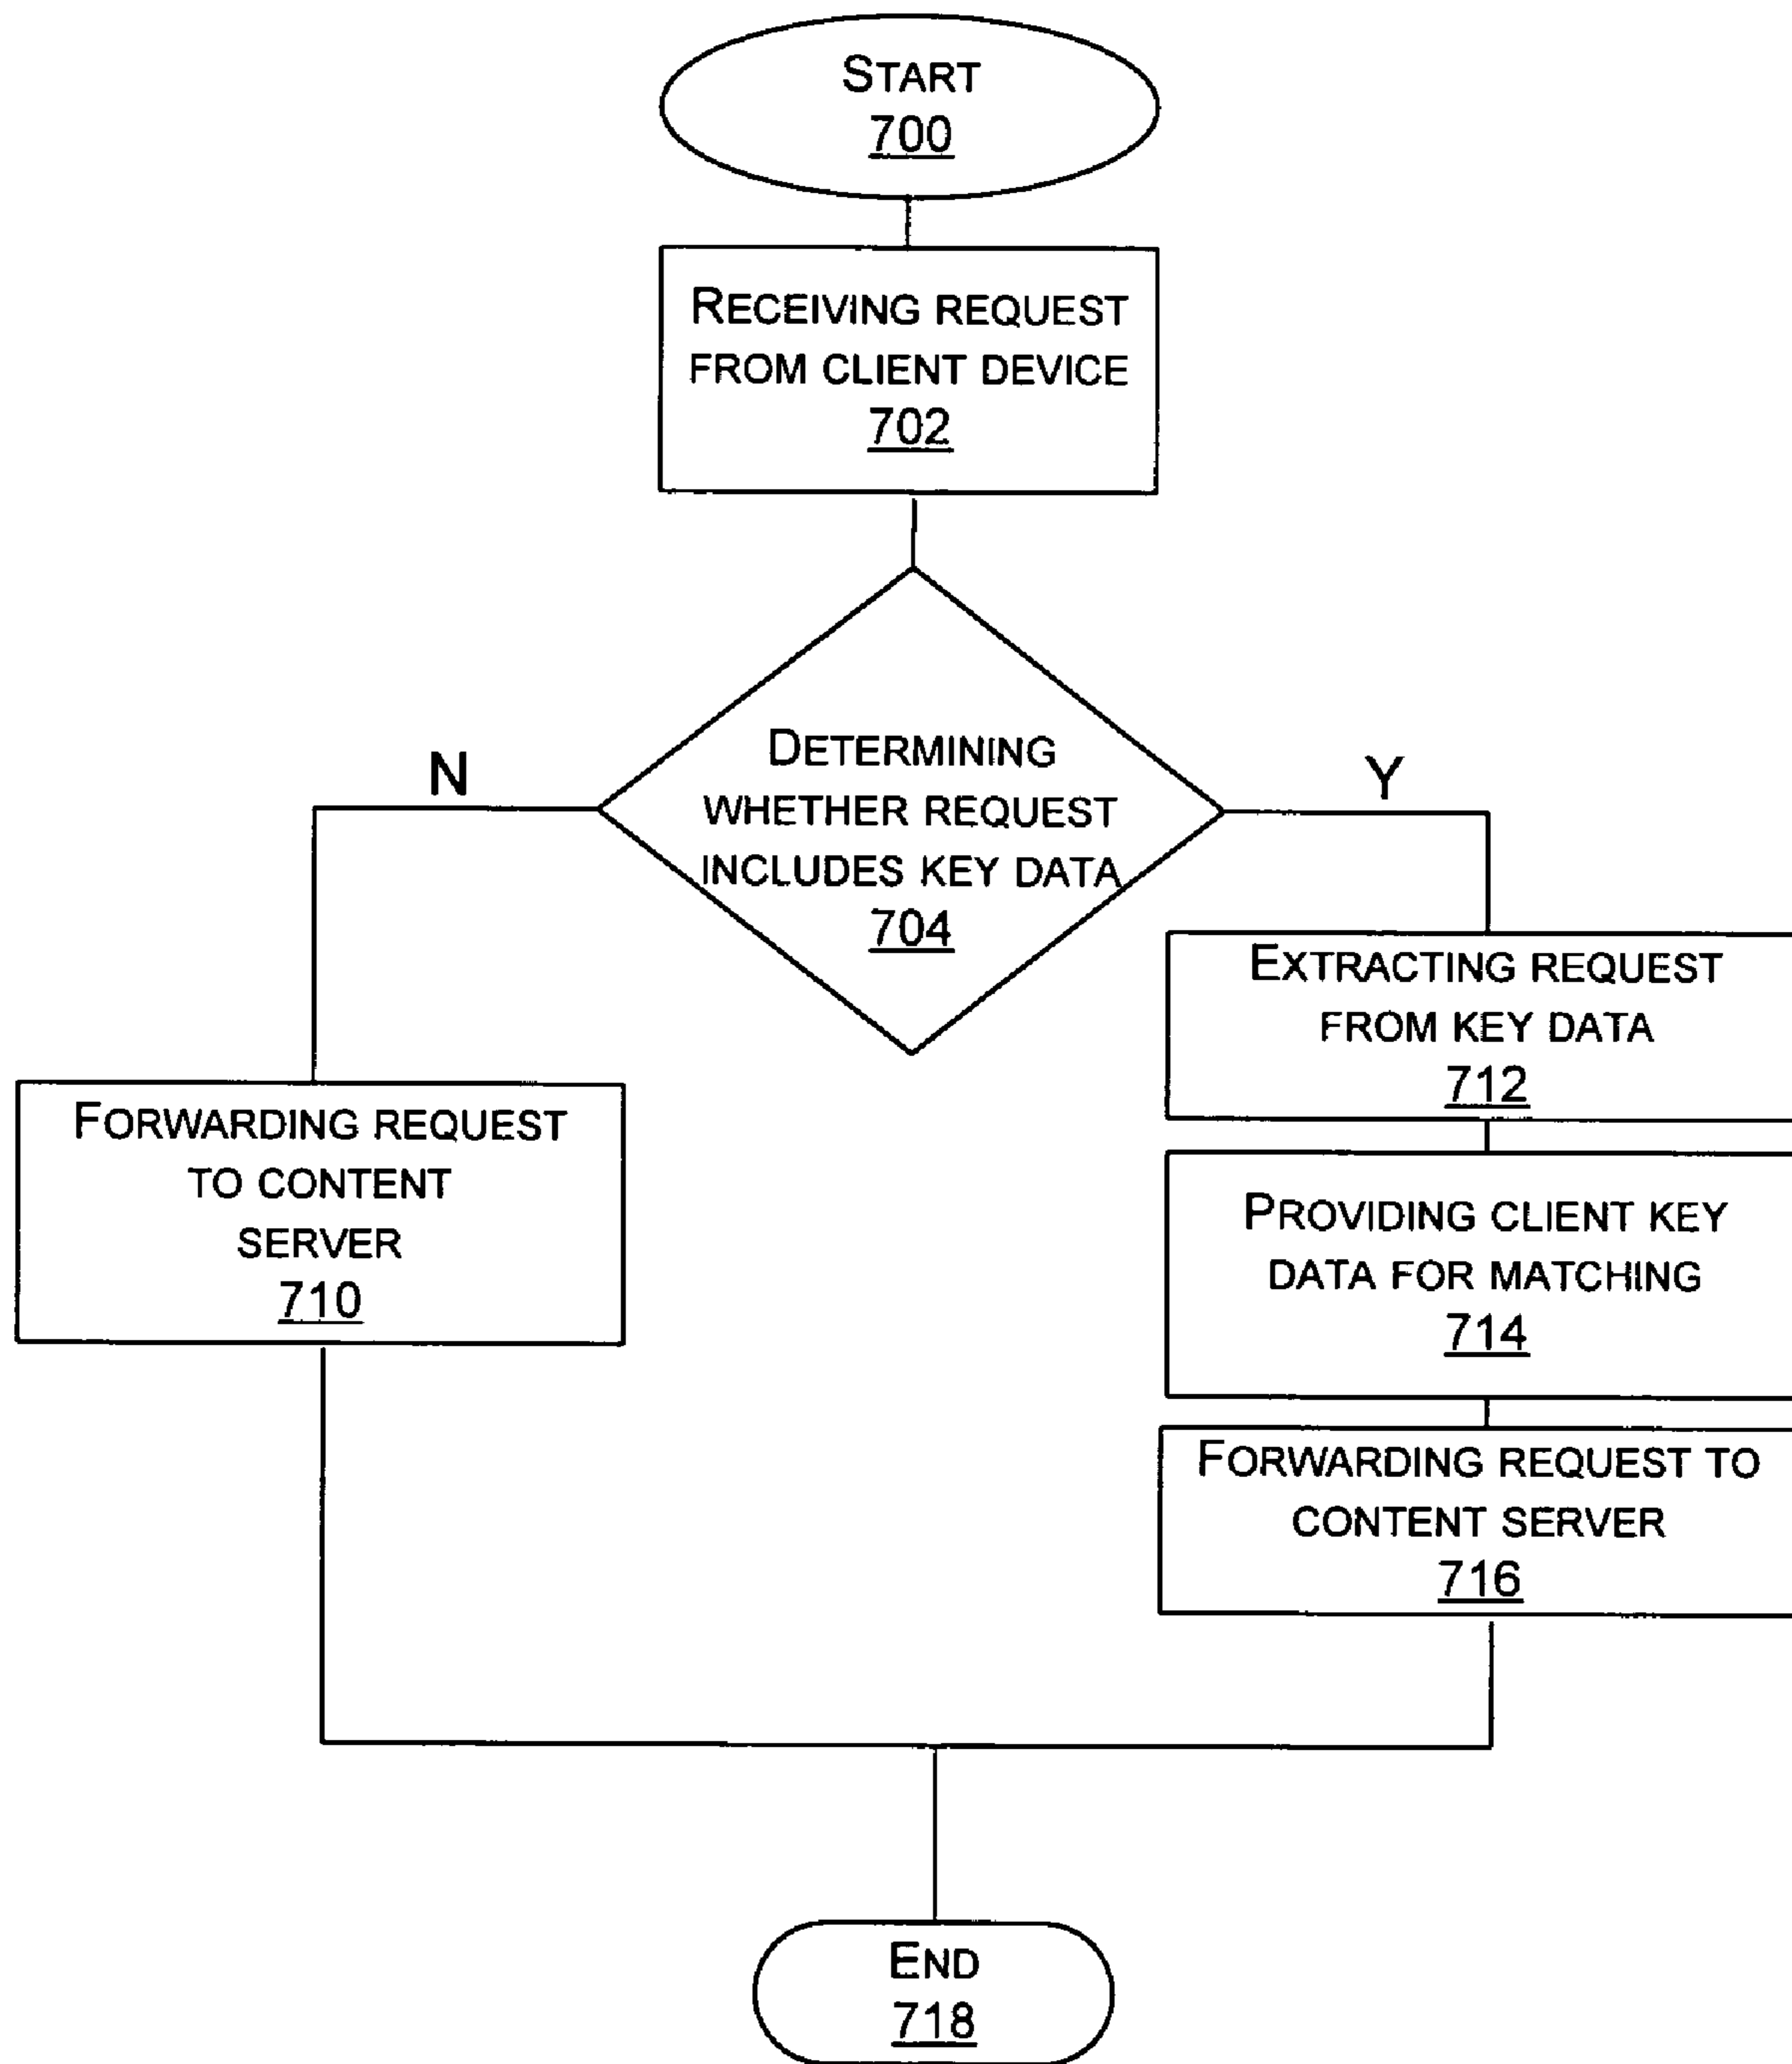 START
700
RECEIVING REQUEST
FROM CLIENT DEVICE
702
DETERMINING
WHETHER REQUEST
INCLUDES KEY DATA
704
N
Y
FORWARDING REQUEST
TO CONTENT
SERVER
710
EXTRACTING REQUEST
FROM KEY DATA
712
PROVIDING CLIENT KEY
DATA FOR MATCHING
714
FORWARDING REQUEST TO
CONTENT SERVER
716
END
718